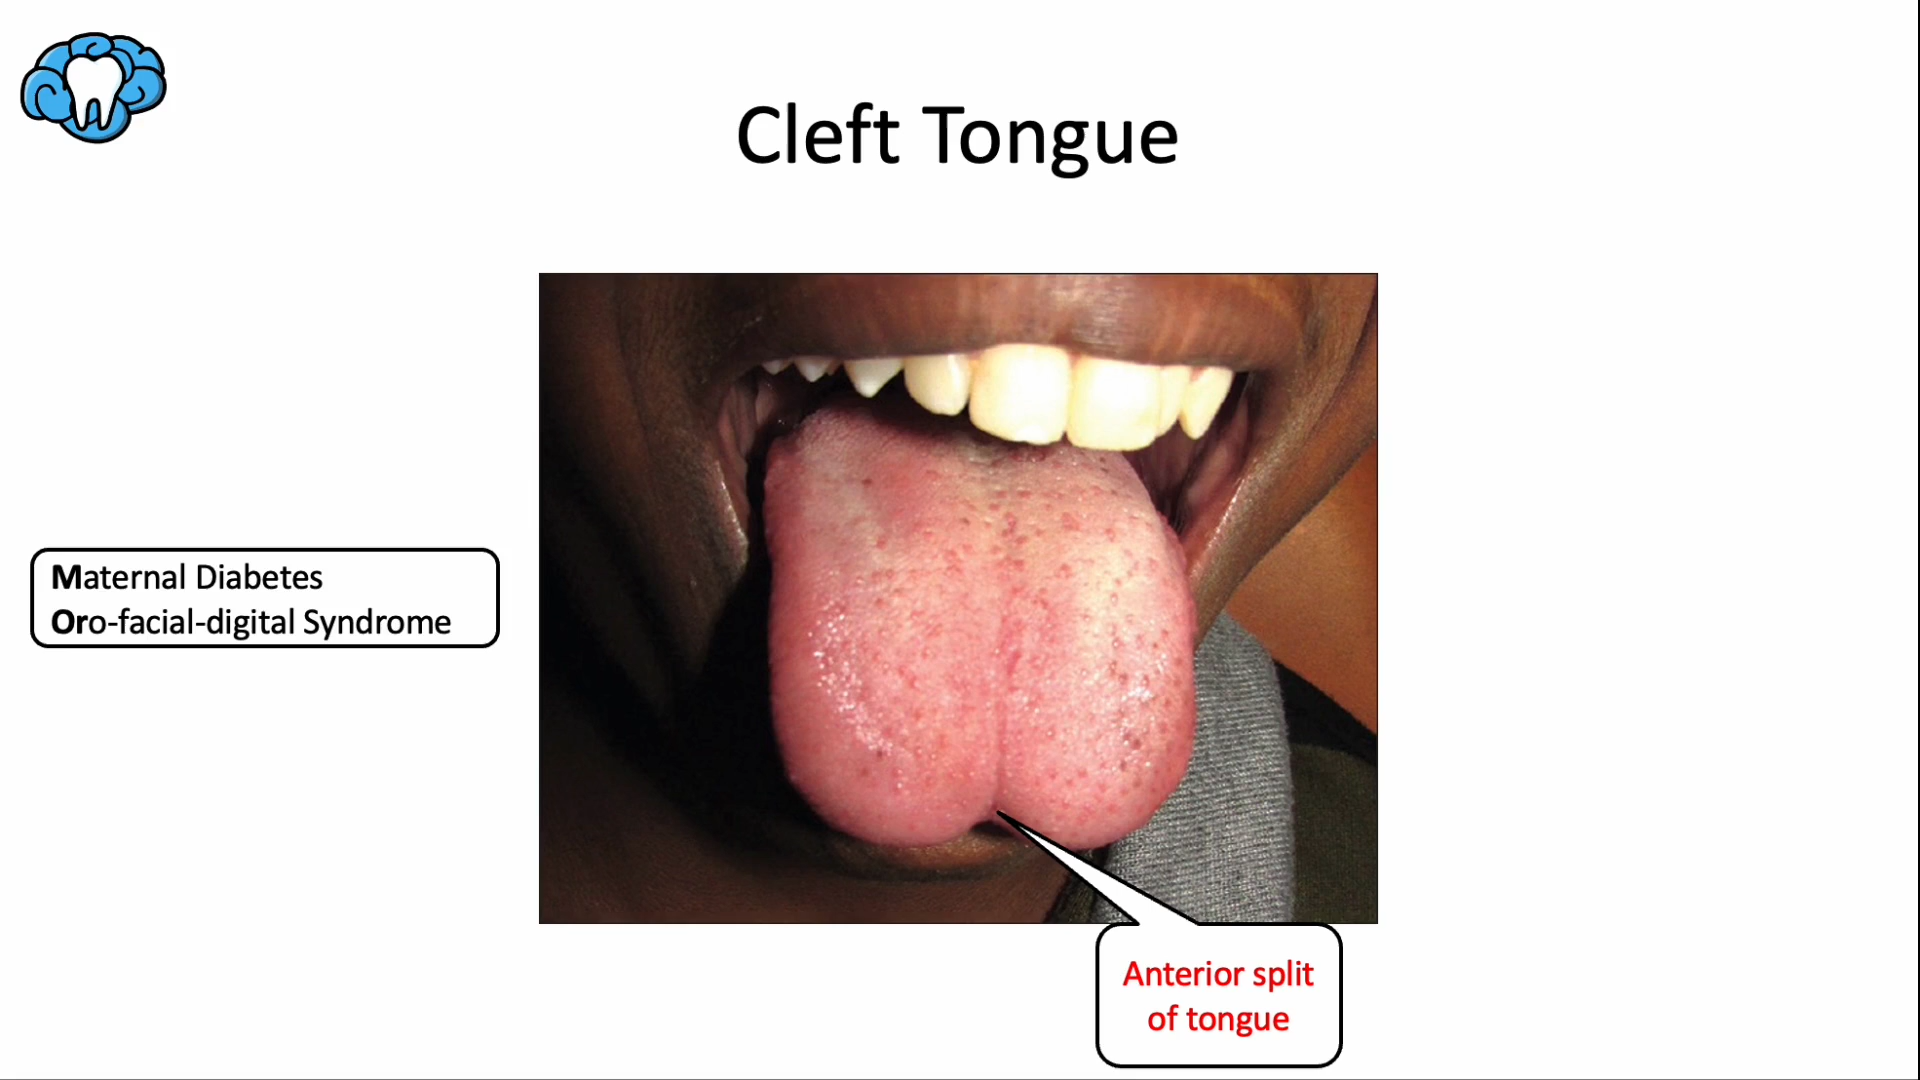 Cleft Tongue
Maternal Diabetes
Oro-facial-digital Syndrome
Anterior split
of tongue